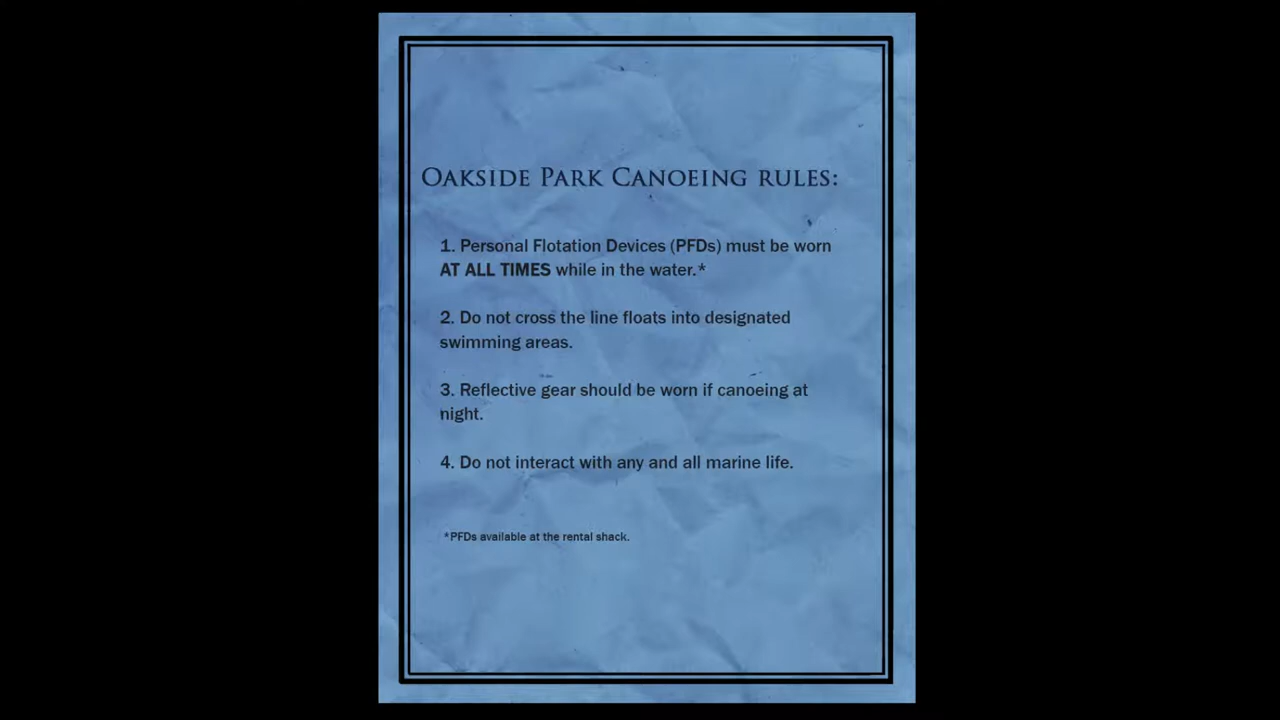 Oakside Park Canoeing rules:
1. Personal Flotation Devices (PFDs) must be worn
AT ALL TIMES while in the water.*
2. Do not cross the line floats into designated
swimming areas.
3. Reflective gear should be worn if canoeing at
night.
4. Do not interact with any and all marine life.
*PFDs available at the rental shack.